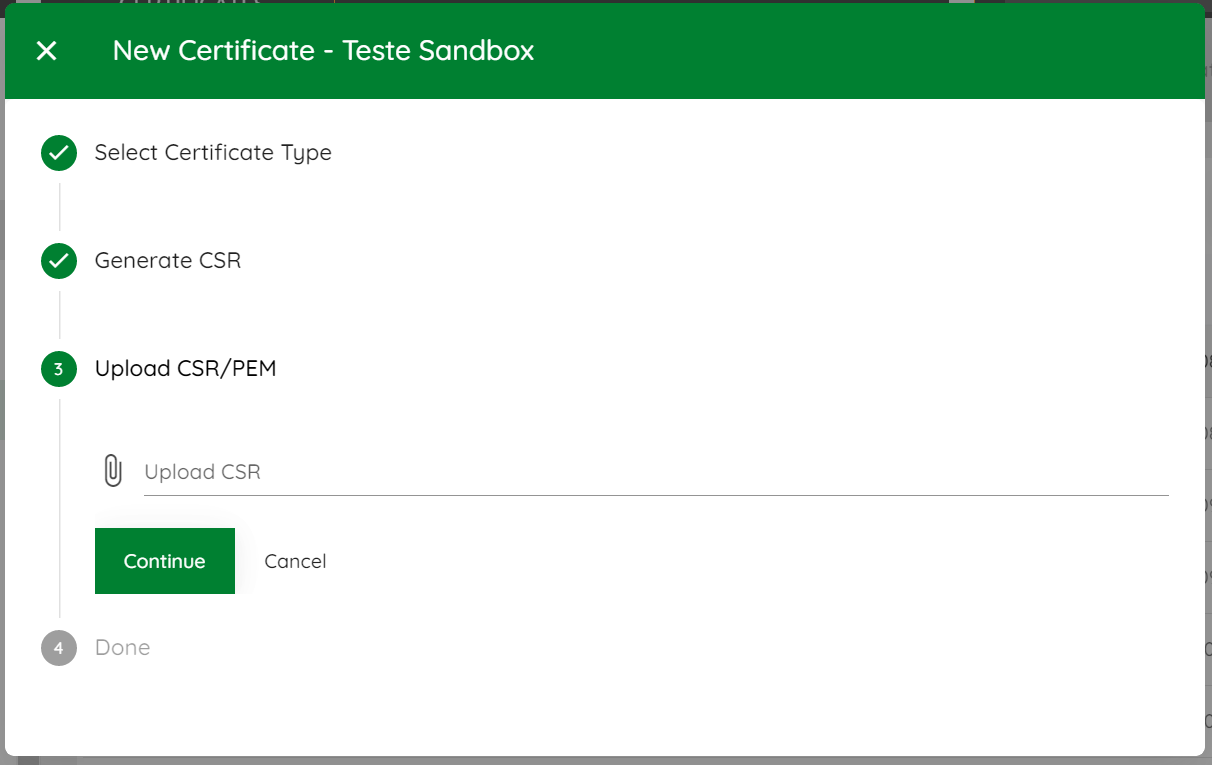 New Certificate - Teste Sandbox
Select Certificate Type
Generate CSR
3 Upload CSR/PEM
Upload CSR
Continue Cancel
4 Done